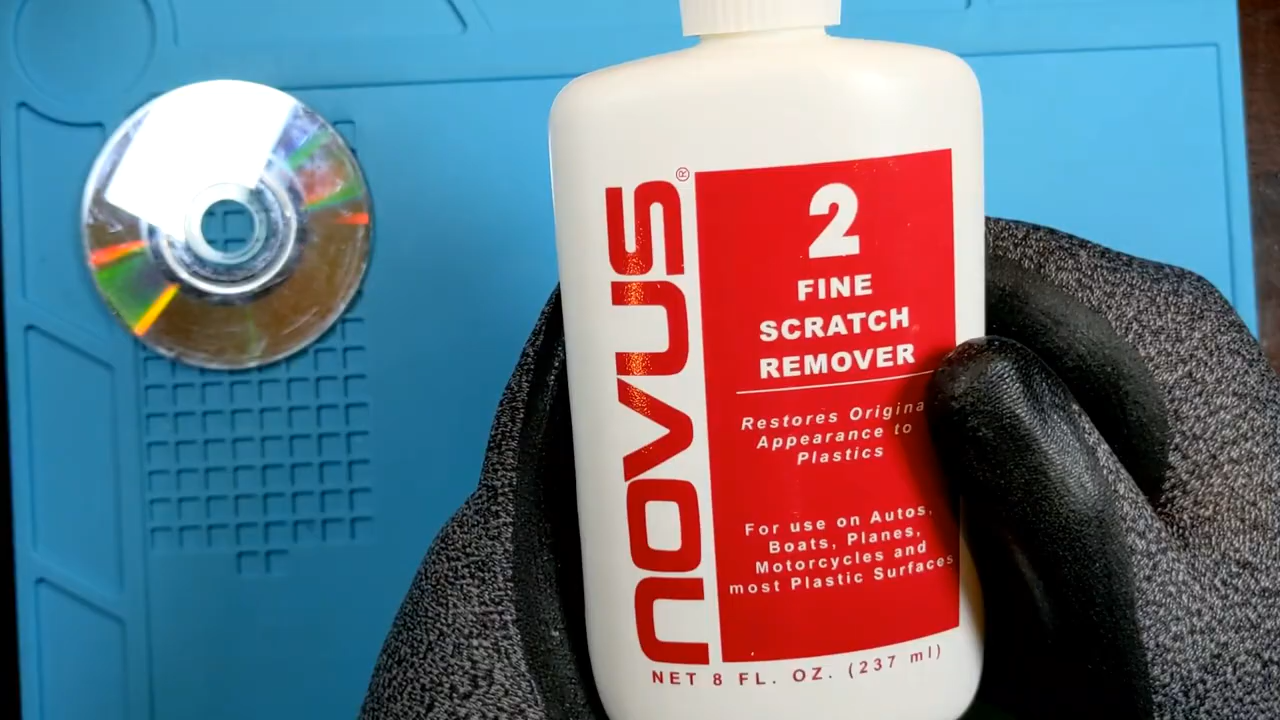 novus®
2
FINE
SCRATCH
REMOVER
Restores Origina
Appearance to
Plastics
For use on Autos,
Boats, Planes,
Motorcycles and
most Plastic Surfaces
NET 8 FL. OZ. (237 ml)